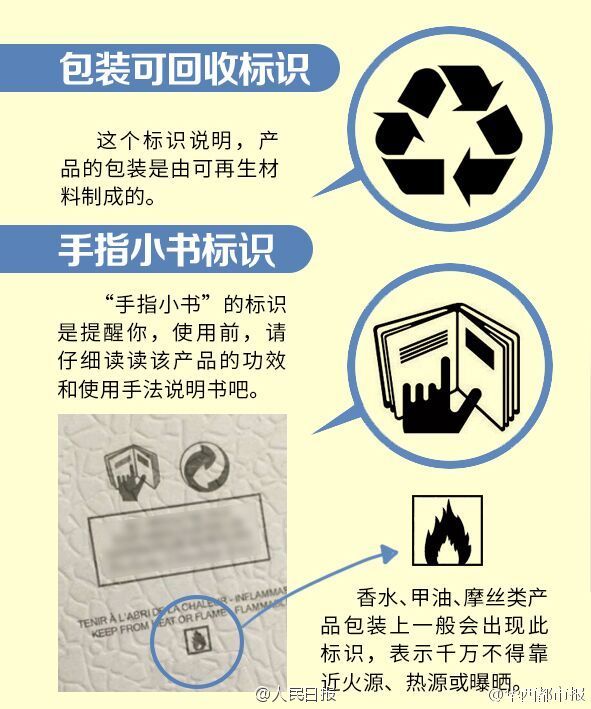 包装可回收标识
这个标识说明，产
品的包装是由可再生材
料制成的。
手指小书标识
“手指小书”的标识
是提醒你，使用前，请
仔细读读该产品的功效
和使用手法说明书吧。
TENIR À L'ABRI DE LA CHALEUR - INFLAMMAB
KEEP FROM HEAT OR FLAME - FLAMMABL
香水、甲油、摩丝类产
品包装上一般会出现此
标识，表示千万不得靠
近火源、热源或曝晒。
@人民日报
@华西都市报